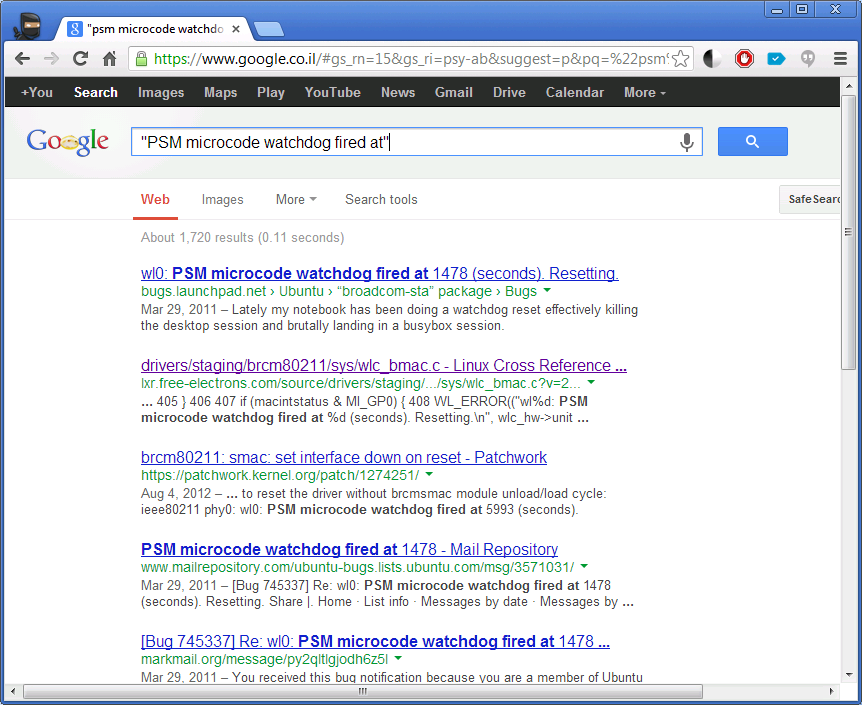 "psm microcode watchdo
https://www.google.co.il/#gs_rn=15&gs_ri=psy-ab&suggest=p&pq=%22psm%
+You Search Images Maps Play YouTube News Gmail Drive Calendar More
Google "PSM microcode watchdog fired at"
Web Images More Search tools SafeSearc
About 1,720 results (0.11 seconds)
wl0: PSM microcode watchdog fired at 1478 (seconds). Resetting.
bugs.launchpad.net › Ubuntu › “broadcom-sta” package › Bugs
Mar 29, 2011 – Lately my notebook has been doing a watchdog reset effectively killing
the desktop session and brutally landing in a busybox session.
drivers/staging/brcm80211/sys/wlc_bmac.c - Linux Cross Reference ...
lxr.free-electrons.com/source/drivers/staging/.../sys/wlc_bmac.c?v=2...
... 405 } 406 407 if (macintstatus & MI_GP0) { 408 WL_ERROR(("wl%d: PSM
microcode watchdog fired at %d (seconds). Resetting.\n", wlc_hw->unit ...
brcm80211: smac: set interface down on reset - Patchwork
https://patchwork.kernel.org/patch/1274251/
Aug 4, 2012 – ... to reset the driver without brcmsmac module unload/load cycle:
ieee80211 phy0: wl0: PSM microcode watchdog fired at 5993 (seconds).
PSM microcode watchdog fired at 1478 - Mail Repository
www.mailrepository.com/ubuntu-bugs.lists.ubuntu.com/msg/3571031/
Mar 29, 2011 – [Bug 745337] Re: wl0: PSM microcode watchdog fired at 1478
(seconds). Resetting. Share |. Home · List info · Messages by date · Messages by ...
[Bug 745337] Re: wl0: PSM microcode watchdog fired at 1478 ...
markmail.org/message/py2qltlgjodh6z5l
Mar 29, 2011 – You received this bug notification because you are a member of Ubuntu